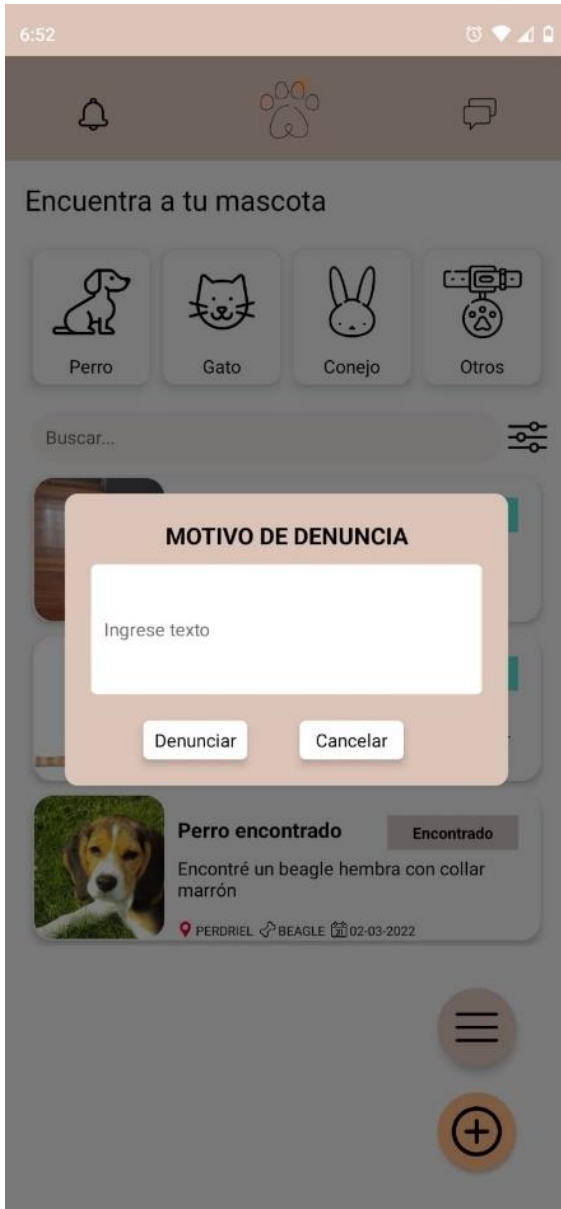 6:52
Encuentra a tu mascota
Perro Gato Conejo Otros
Buscar...
MOTIVO DE DENUNCIA
Ingrese texto
Denunciar Cancelar
Perro encontrado Encontrado
Encontré un beagle hembra con collar
marrón
PERDRIEL BEAGLE 02-03-2022